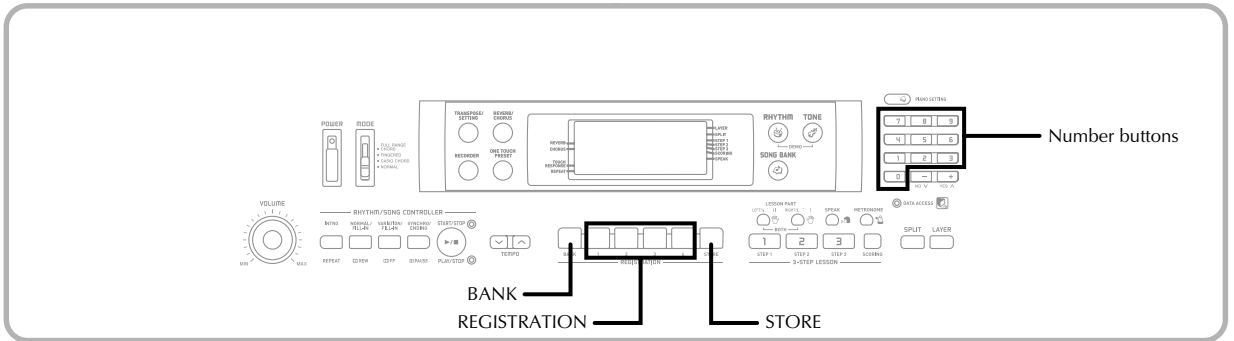 PIANO SETTING
POWER
MODE
FULL RANGE
CHORD
FINGERED
CASIO CHORD
NORMAL
TRANSPOSE/
SETTING
REVERB/
CHORUS
RECORDER
ONE TOUCH
PRESET
REVERB
CHORUS
TOUCH
RESPONSE
REPEAT
LAYER
SPLIT
STEP 1
STEP 2
STEP 3
SCORING
SPEAK
RHYTHM
TONE
DEMO
SONG BANK
7 8 9
4 5 6
1 2 3
0 − +
NO ∨ YES ∧
Number buttons
DATA ACCESS
VOLUME
MIN MAX
RHYTHM/SONG CONTROLLER
INTRO
NORMAL/
FILL-IN
VARIATION/
FILL-IN
SYNCHRO/
ENDING
START/STOP
REPEAT
REW
FF
PAUSE
PLAY/STOP
TEMPO
BANK 1 2 3 4 STORE
REGISTRATION
LESSON PART
BOTH
SPEAK
METRONOME
1 2 3
STEP 1 STEP 2 STEP 3 SCORING
3-STEP LESSON
SPLIT LAYER
BANK
REGISTRATION
STORE